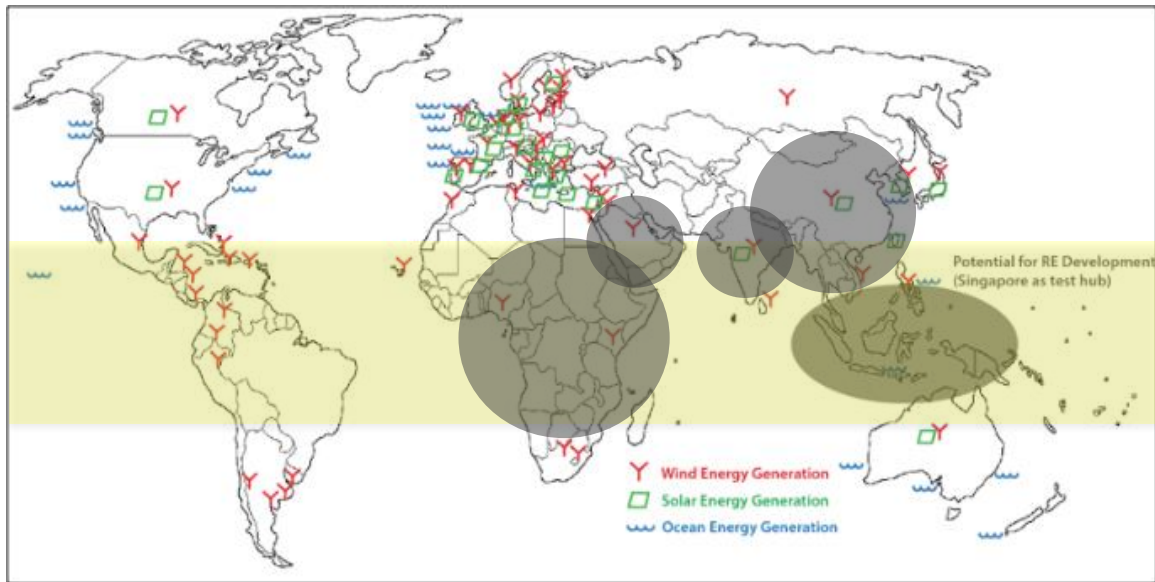 Potential for RE Development
(Singapore as test hub)
Wind Energy Generation
Solar Energy Generation
Ocean Energy Generation